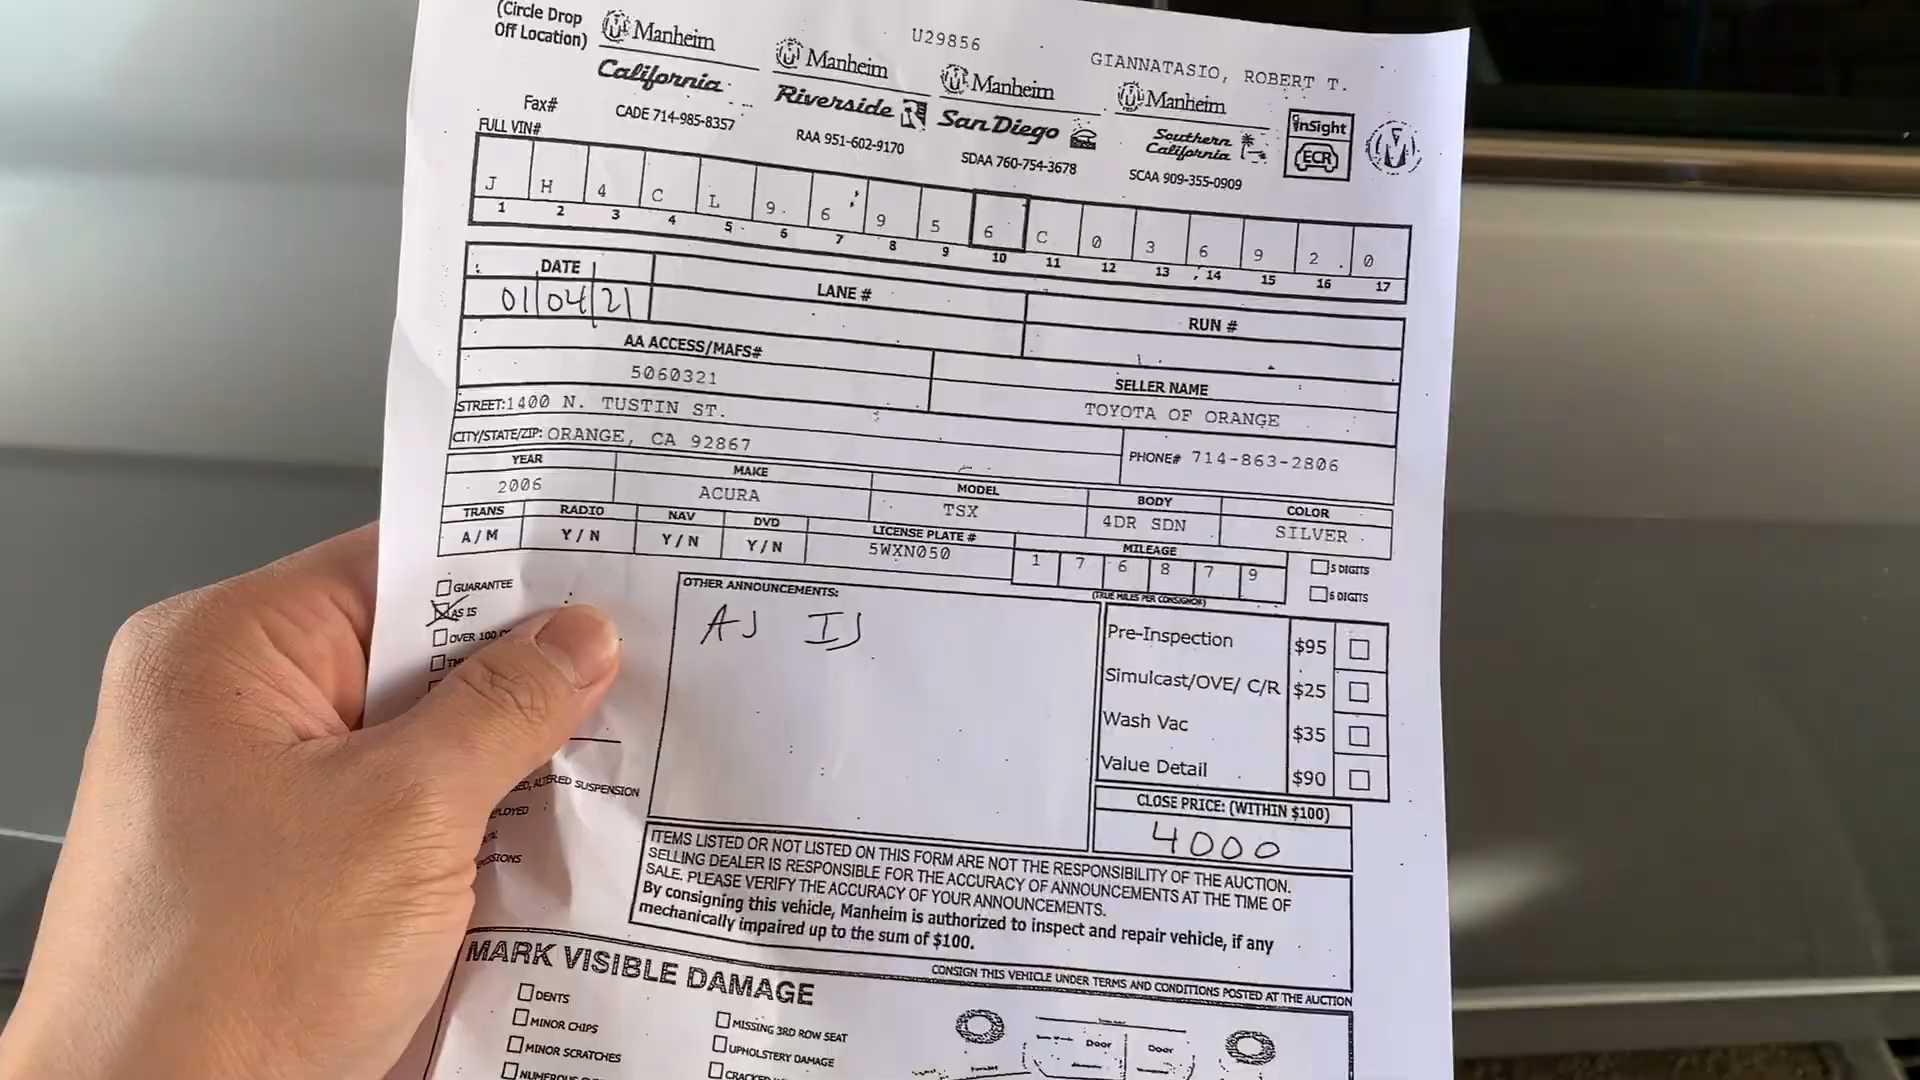 (Circle Drop
Off Location)
Manheim
California
U29856
Manheim
Riverside
Manheim
San Diego
GIANNATASIO, ROBERT T.
Manheim
Southern
California
inSight
ECR
Fax#
CADE 714-985-8357
RAA 951-602-9170
SDAA 760-754-3678
SCAA 909-355-0909
FULL VIN#
J H 4 C L 9 6 9 5 6 C 0 3 6 9 2 0
1 2 3 4 5 6 7 8 9 10 11 12 13 14 15 16 17
DATE
LANE #
RUN #
01 04 21
AA ACCESS/MAFS#
SELLER NAME
5060321
TOYOTA OF ORANGE
STREET:1400 N. TUSTIN ST.
CITY/STATE/ZIP: ORANGE, CA 92867
PHONE# 714-863-2806
YEAR MAKE MODEL BODY COLOR
2006 ACURA TSX 4DR SDN SILVER
TRANS RADIO NAV DVD LICENSE PLATE # MILEAGE
A / M Y / N Y / N Y / N 5WXN050 1 7 6 8 7 9
5 DIGITS
6 DIGITS
(TRUE MILES PER CONSIGNOR)
GUARANTEE
AS IS
OVER 100
OTHER ANNOUNCEMENTS:
AS IS
Pre-Inspection $95
Simulcast/OVE/ C/R $25
Wash Vac $35
Value Detail $90
ALTERED SUSPENSION
CLOSE PRICE: (WITHIN $100)
4000
ITEMS LISTED OR NOT LISTED ON THIS FORM ARE NOT THE RESPONSIBILITY OF THE AUCTION.
SELLING DEALER IS RESPONSIBLE FOR THE ACCURACY OF ANNOUNCEMENTS AT THE TIME OF
SALE. PLEASE VERIFY THE ACCURACY OF YOUR ANNOUNCEMENTS.
By consigning this vehicle, Manheim is authorized to inspect and repair vehicle, if any
mechanically impaired up to the sum of $100.
MARK VISIBLE DAMAGE
CONSIGN THIS VEHICLE UNDER TERMS AND CONDITIONS POSTED AT THE AUCTION
DENTS
MINOR CHIPS
MINOR SCRATCHES
MISSING 3RD ROW SEAT
UPHOLSTERY DAMAGE
Door
Door